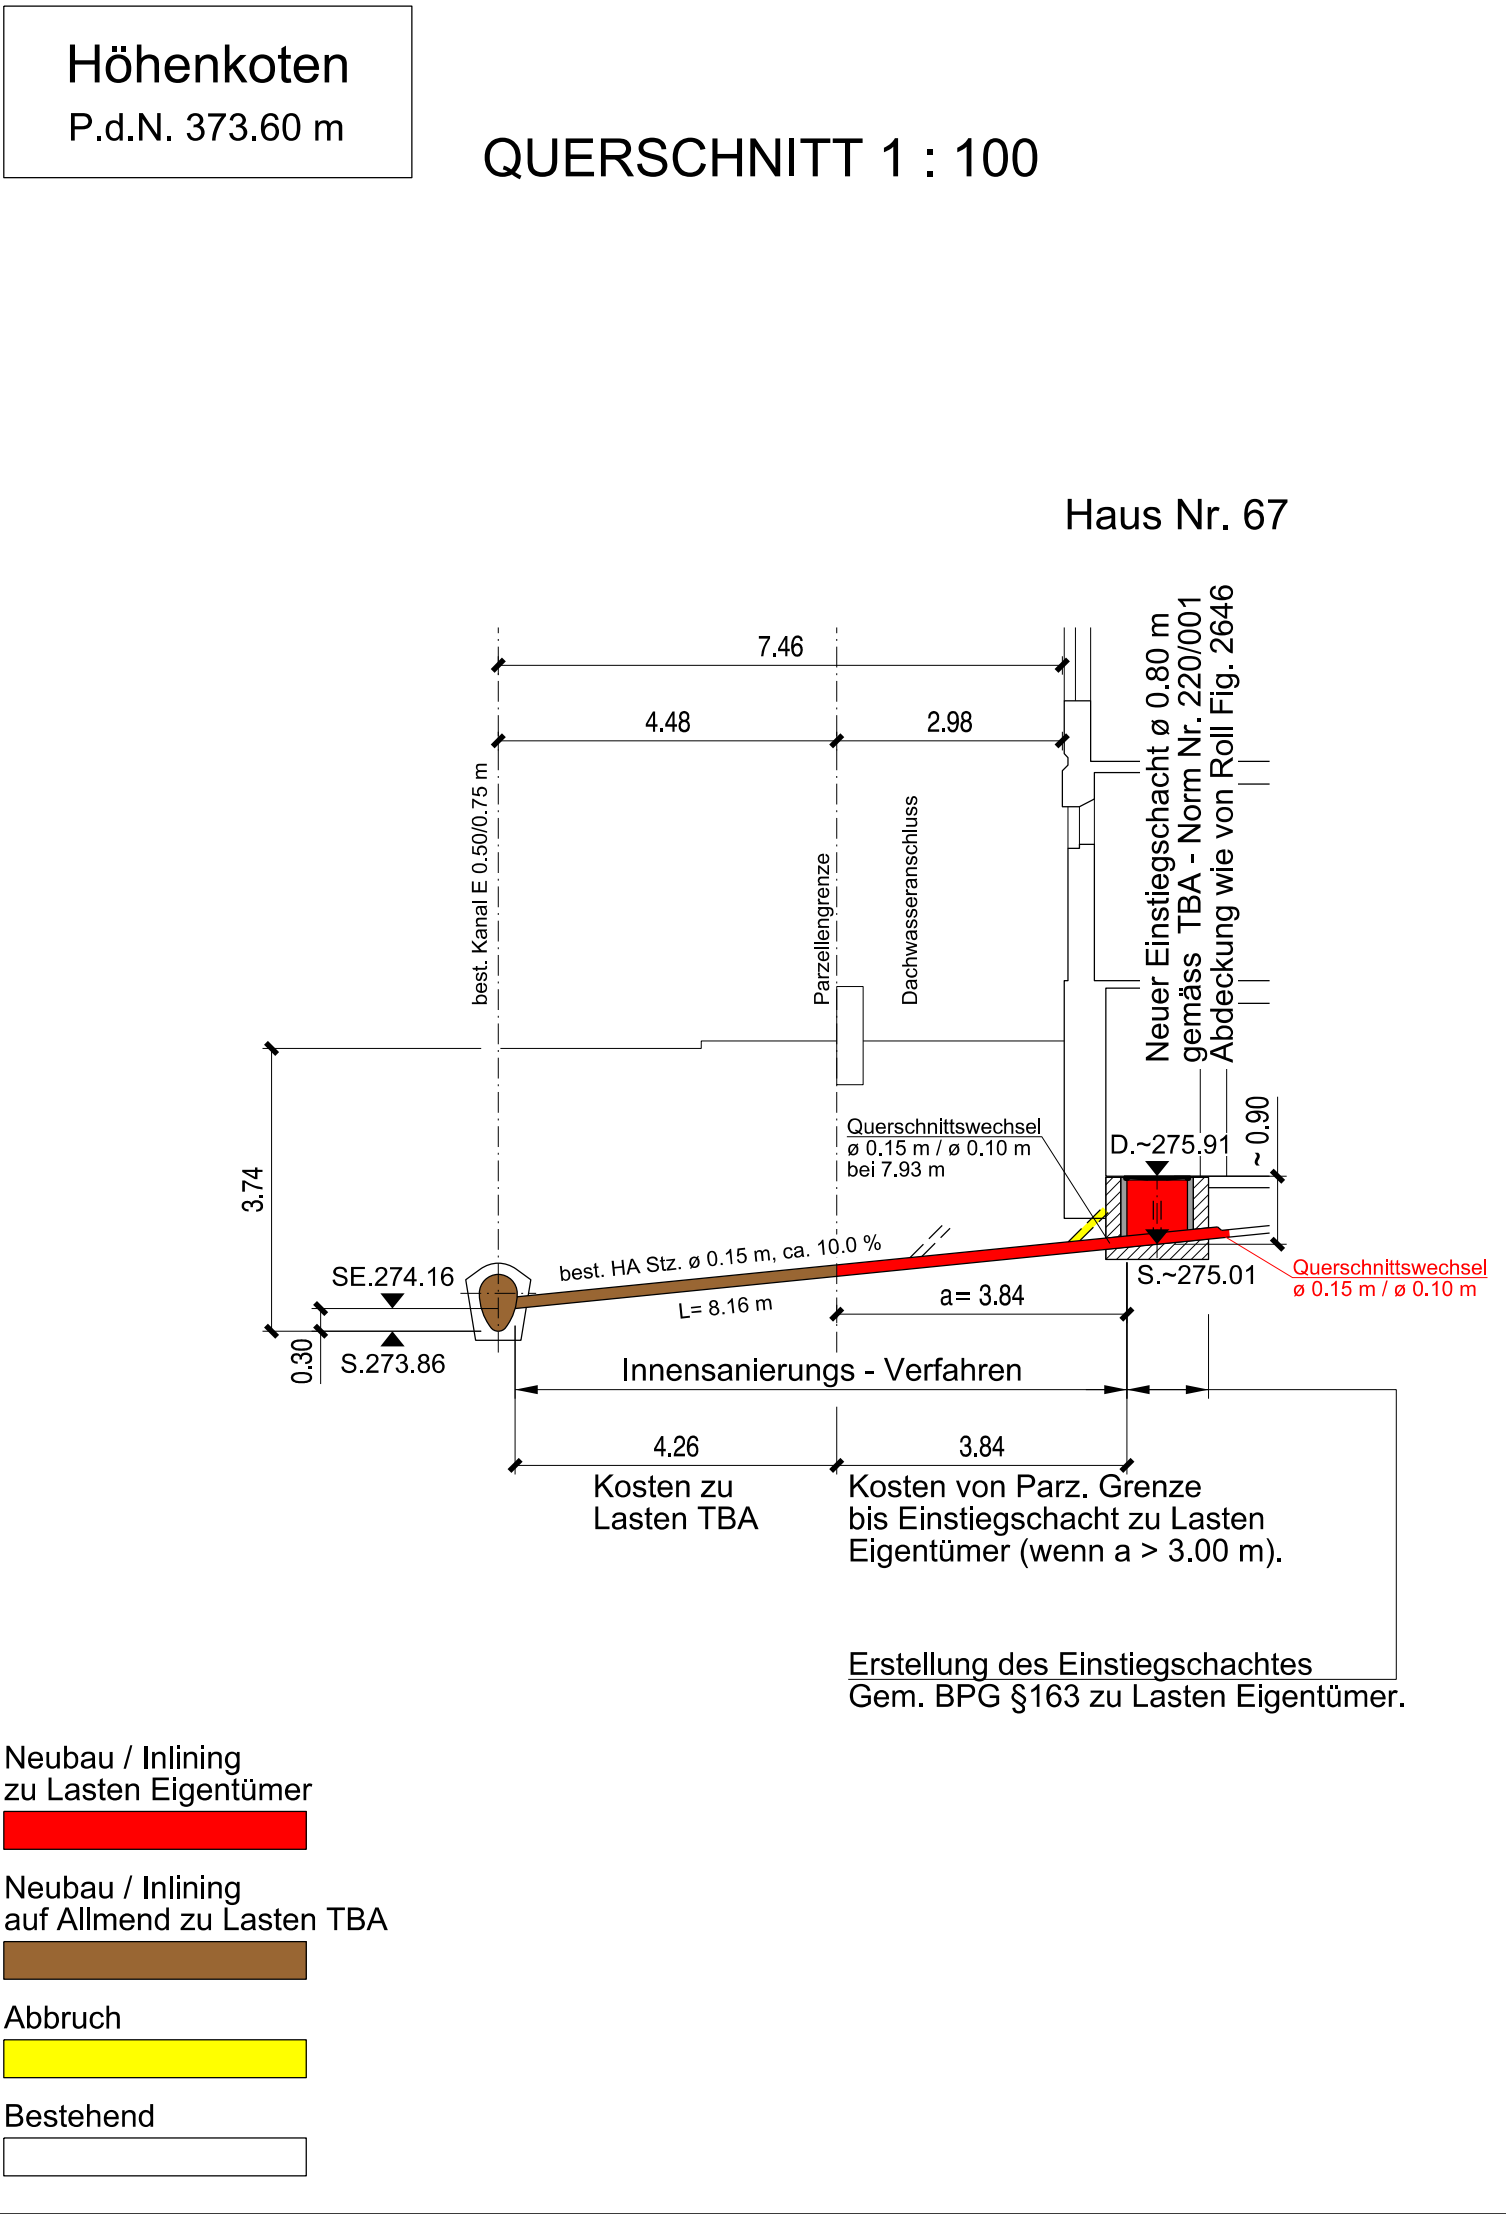 Höhenkoten
P.d.N. 373.60 m
QUERSCHNITT 1 : 100
Haus Nr. 67
7.46
4.48
2.98
best. Kanal E 0.50/0.75 m
Parzellengrenze
Dachwasseranschluss
Neuer Einstiegschacht ø 0.80 m
gemäss TBA - Norm Nr. 220/001
Abdeckung wie von Roll Fig. 2646
3.74
Querschnittswechsel
ø 0.15 m / ø 0.10 m
bei 7.93 m
D.~275.91
~ 0.90
best. HA Stz. ø 0.15 m, ca. 10.0 %
L= 8.16 m
SE.274.16
S.273.86
0.30
a= 3.84
S.~275.01
Querschnittswechsel
ø 0.15 m / ø 0.10 m
Innensanierungs - Verfahren
4.26
3.84
Kosten zu
Lasten TBA
Kosten von Parz. Grenze
bis Einstiegschacht zu Lasten
Eigentümer (wenn a > 3.00 m).
Erstellung des Einstiegschachtes
Gem. BPG §163 zu Lasten Eigentümer.
Neubau / Inlining
zu Lasten Eigentümer
Neubau / Inlining
auf Allmend zu Lasten TBA
Abbruch
Bestehend